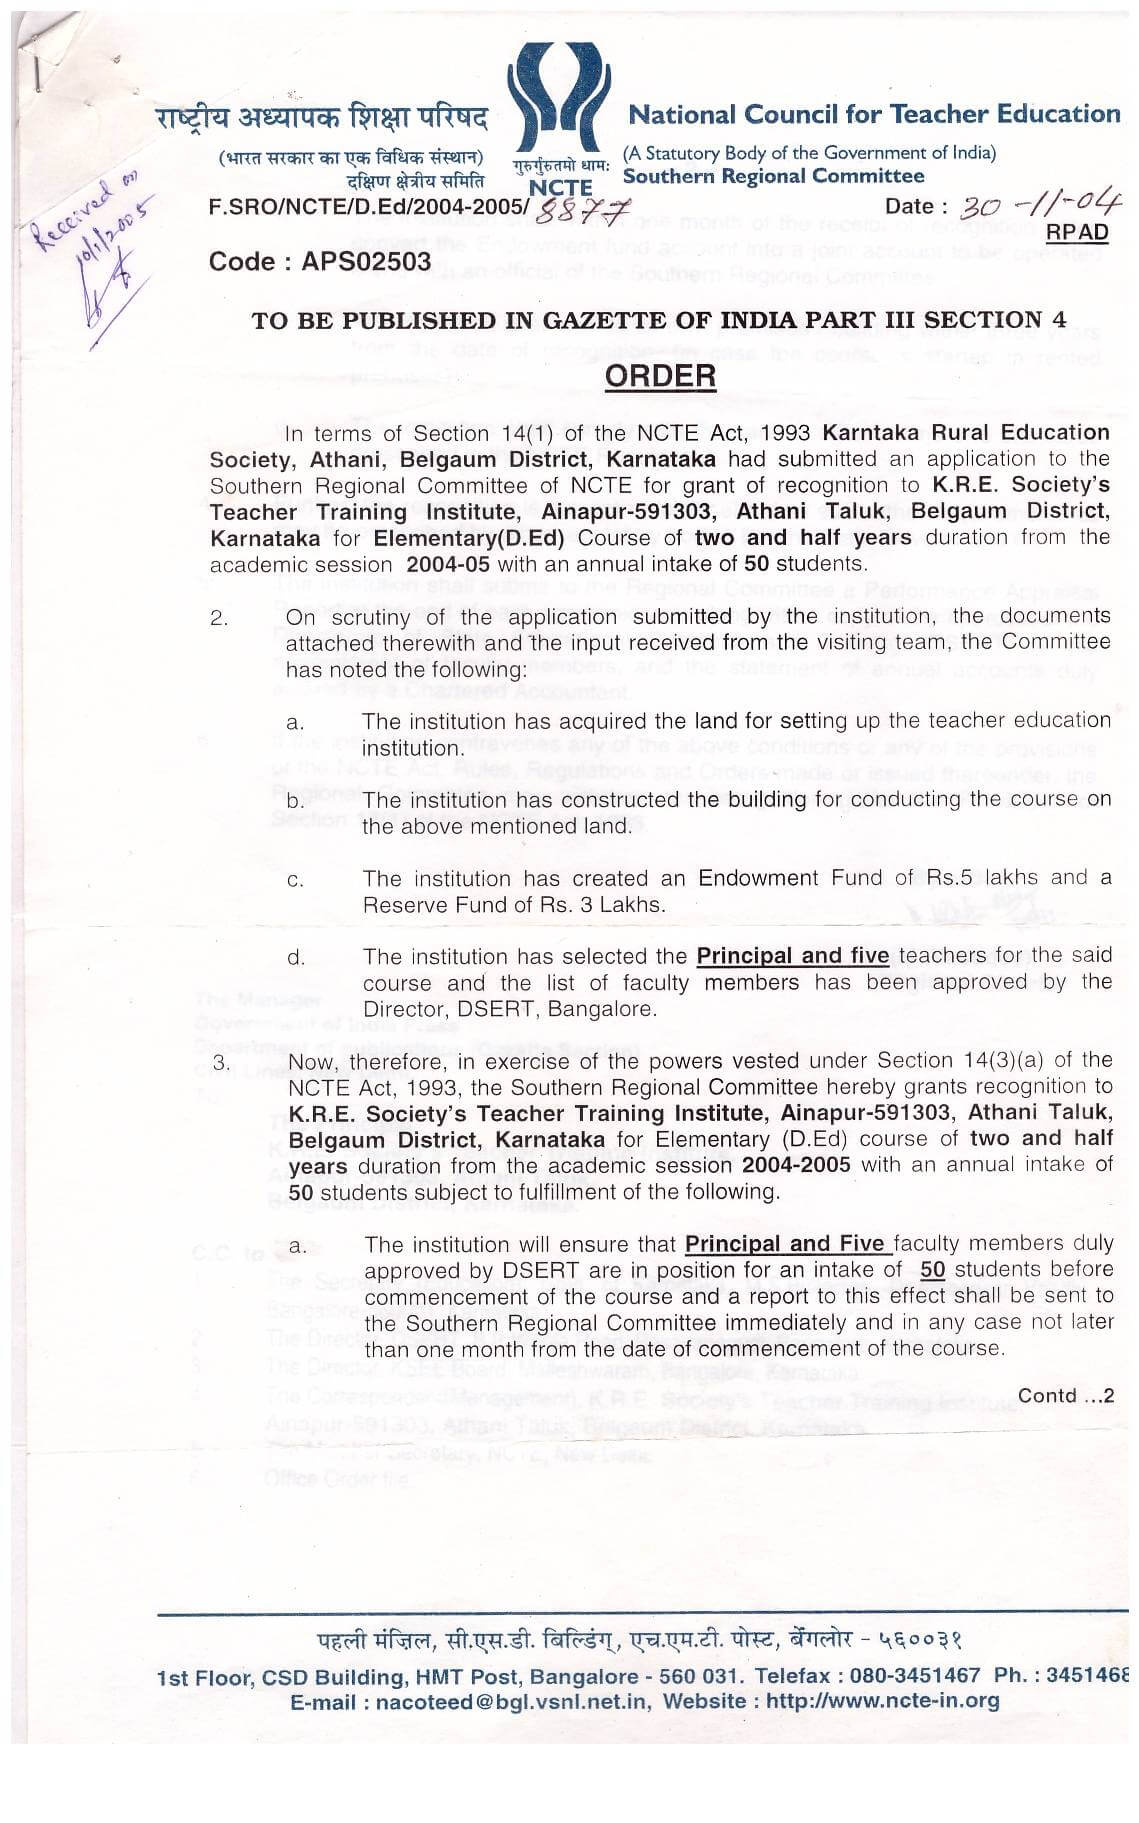 राष्ट्रीय अध्यापक शिक्षा परिषद
(भारत सरकार का एक विधिक संस्थान)
दक्षिण क्षेत्रीय समिति
गुरुर्गुरुतमो धामः
NCTE
National Council for Teacher Education
(A Statutory Body of the Government of India)
Southern Regional Committee
Received on
10/1/2005
F.SRO/NCTE/D.Ed/2004-2005/ 8877
Date : 30-11-04
RPAD
Code : APS02503
TO BE PUBLISHED IN GAZETTE OF INDIA PART III SECTION 4
ORDER
In terms of Section 14(1) of the NCTE Act, 1993 Karntaka Rural Education
Society, Athani, Belgaum District, Karnataka had submitted an application to the
Southern Regional Committee of NCTE for grant of recognition to K.R.E. Society's
Teacher Training Institute, Ainapur-591303, Athani Taluk, Belgaum District,
Karnataka for Elementary(D.Ed) Course of two and half years duration from the
academic session 2004-05 with an annual intake of 50 students.
2. On scrutiny of the application submitted by the institution, the documents
attached therewith and the input received from the visiting team, the Committee
has noted the following:
a. The institution has acquired the land for setting up the teacher education
institution.
b. The institution has constructed the building for conducting the course on
the above mentioned land.
c. The institution has created an Endowment Fund of Rs.5 lakhs and a
Reserve Fund of Rs. 3 Lakhs.
d. The institution has selected the Principal and five teachers for the said
course and the list of faculty members has been approved by the
Director, DSERT, Bangalore.
3. Now, therefore, in exercise of the powers vested under Section 14(3)(a) of the
NCTE Act, 1993, the Southern Regional Committee hereby grants recognition to
K.R.E. Society's Teacher Training Institute, Ainapur-591303, Athani Taluk,
Belgaum District, Karnataka for Elementary (D.Ed) course of two and half
years duration from the academic session 2004-2005 with an annual intake of
50 students subject to fulfillment of the following.
a. The institution will ensure that Principal and Five faculty members duly
approved by DSERT are in position for an intake of 50 students before
commencement of the course and a report to this effect shall be sent to
the Southern Regional Committee immediately and in any case not later
than one month from the date of commencement of the course.
Contd ...2
पहली मंज़िल, सी.एस.डी. बिल्डिंग्, एच.एम.टी. पोस्ट, बेंगलोर - ५६००३१
1st Floor, CSD Building, HMT Post, Bangalore - 560 031. Telefax : 080-3451467 Ph. : 3451468
E-mail : nacoteed@bgl.vsnl.net.in, Website : http://www.ncte-in.org